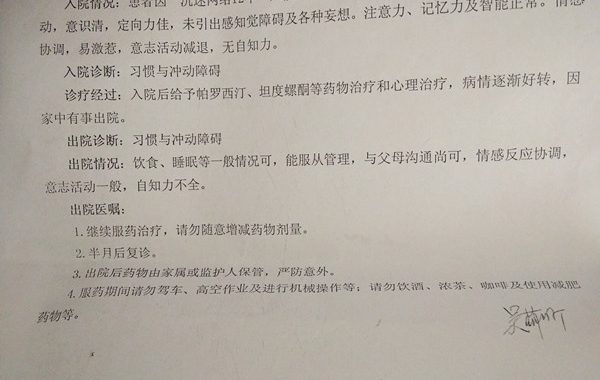 入院情况：患者因"沉迷网络12年
动，意识清，定向力佳，未引出感知觉障碍及各种妄想。注意力、记忆力及智能正常。情感
协调，易激惹，意志活动减退，无自知力。
入院诊断：习惯与冲动障碍
诊疗经过：入院后给予帕罗西汀、坦度螺酮等药物治疗和心理治疗，病情逐渐好转，因
家中有事出院。
出院诊断：习惯与冲动障碍
出院情况：饮食、睡眠等一般情况可，能服从管理，与父母沟通尚可，情感反应协调，
意志活动一般，自知力不全。
出院医嘱：
1.继续服药治疗，请勿随意增减药物剂量。
2.半月后复诊。
3.出院后药物由家属或监护人保管，严防意外。
4.服药期间请勿驾车、高空作业及进行机械操作等；请勿饮酒、浓茶、咖啡及使用减肥
药物等。